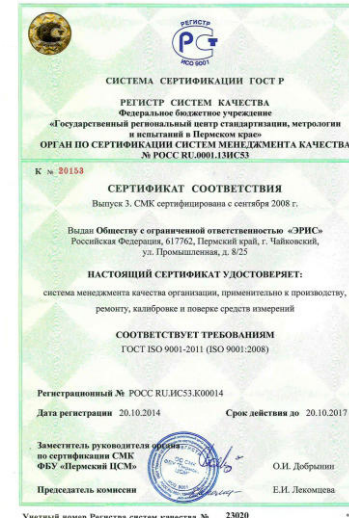 РЕГИСТР
РСТ
ИСО 9001
СИСТЕМА СЕРТИФИКАЦИИ ГОСТ Р
РЕГИСТР СИСТЕМ КАЧЕСТВА
Федеральное бюджетное учреждение
«Государственный региональный центр стандартизации, метрологии
и испытаний в Пермском крае»
ОРГАН ПО СЕРТИФИКАЦИИ СИСТЕМ МЕНЕДЖМЕНТА КАЧЕСТВА
№ РОСС RU.0001.13ИС53
К № 20153
СЕРТИФИКАТ СООТВЕТСТВИЯ
Выпуск 3. СМК сертифицирована с сентября 2008 г.
Выдан Обществу с ограниченной ответственностью «ЭРИС»
Российская Федерация, 617762, Пермский край, г. Чайковский,
ул. Промышленная, д. 8/25
НАСТОЯЩИЙ СЕРТИФИКАТ УДОСТОВЕРЯЕТ:
система менеджмента качества организации, применительно к производству,
ремонту, калибровке и поверке средств измерений
СООТВЕТСТВУЕТ ТРЕБОВАНИЯМ
ГОСТ ISO 9001-2011 (ISO 9001:2008)
Регистрационный № РОСС RU.ИС53.К00014
Дата регистрации 20.10.2014 Срок действия до 20.10.2017
Заместитель руководителя органа
по сертификации СМК
ФБУ «Пермский ЦСМ» О.И. Добрынин
Председатель комиссии Е.И. Лекомцева
Учетный номер Регистра систем качества № 23020